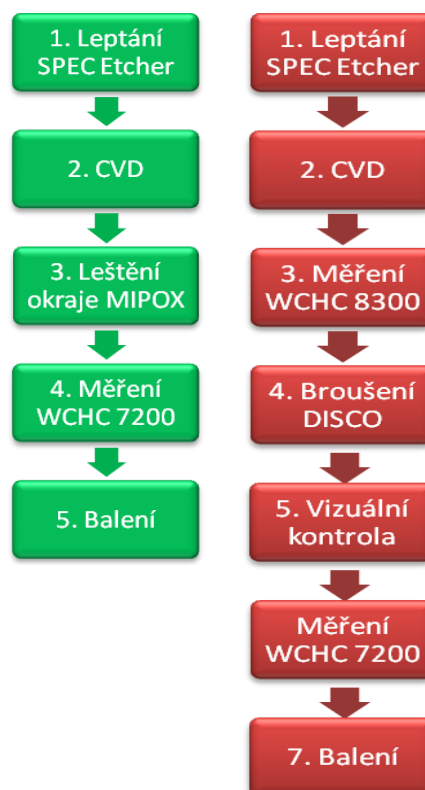 1. Leptání
SPEC Etcher
2. CVD
3. Leštění
okraje MIPOX
4. Měření
WCHC 7200
5. Balení
1. Leptání
SPEC Etcher
2. CVD
3. Měření
WCHC 8300
4. Broušení
DISCO
5. Vizuální
kontrola
Měření
WCHC 7200
7. Balení